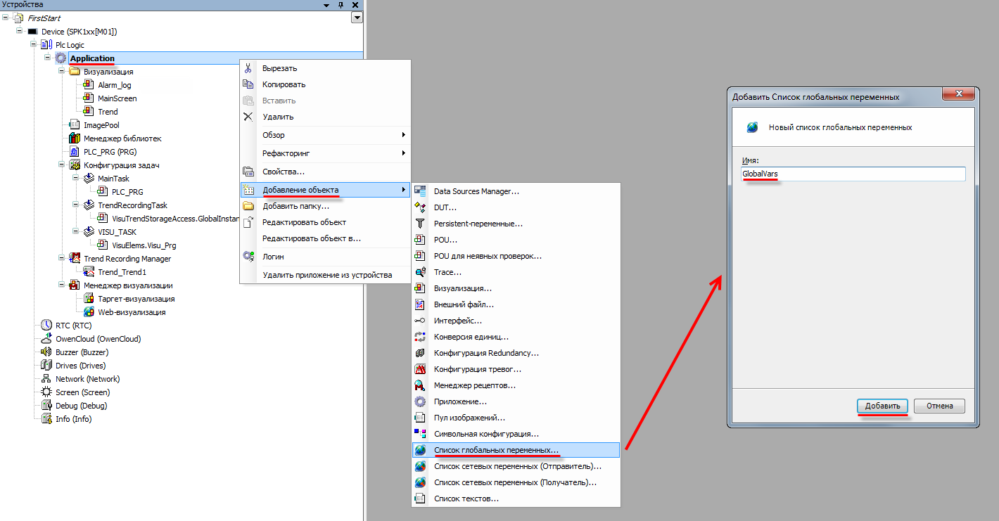 Устройства
FirstStart
Device (SPK1xx[M01])
Plc Logic
Application
Визуализация
Alarm_log
MainScreen
Trend
ImagePool
Менеджер библиотек
PLC_PRG (PRG)
Конфигурация задач
MainTask
PLC_PRG
TrendRecordingTask
VisuTrendStorageAccess.GlobalInstan
VISU_TASK
VisuElems.Visu_Prg
Trend Recording Manager
Trend_Trend1
Менеджер визуализации
Таргет-визуализация
Web-визуализация
RTC (RTC)
OwenCloud (OwenCloud)
Buzzer (Buzzer)
Drives (Drives)
Network (Network)
Screen (Screen)
Debug (Debug)
Info (Info)
Вырезать
Копировать
Вставить
Удалить
Обзор
Рефакторинг
Свойства...
Добавление объекта
Добавить папку...
Редактировать объект
Редактировать объект в...
Логин
Удалить приложение из устройства
Data Sources Manager...
DUT...
Persistent-переменные...
POU...
POU для неявных проверок...
Trace...
Визуализация...
Внешний файл...
Интерфейс...
Конверсия единиц...
Конфигурация Redundancy...
Конфигурация тревог...
Менеджер рецептов...
Приложение...
Пул изображений...
Символьная конфигурация...
Список глобальных переменных...
Список сетевых переменных (Отправитель)...
Список сетевых переменных (Получатель)...
Список текстов...
Добавить Список глобальных переменных
Новый список глобальных переменных
Имя:
GlobalVars
Добавить
Отмена